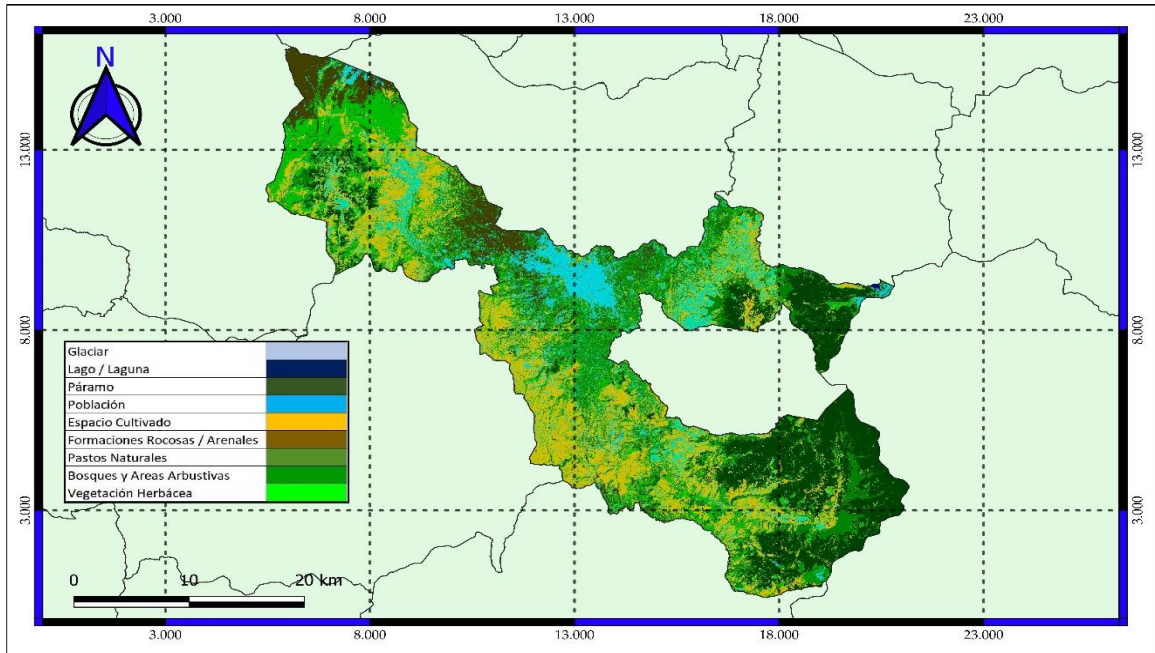 3.000 8.000 13.000 18.000 23.000
N
13.000 13.000
8.000 8.000
Glaciar
Lago / Laguna
Páramo
Población
Espacio Cultivado
Formaciones Rocosas / Arenales
Pastos Naturales
Bosques y Areas Arbustivas
Vegetación Herbácea
3.000 3.000
0 10 20 km
3.000 8.000 13.000 18.000 23.000